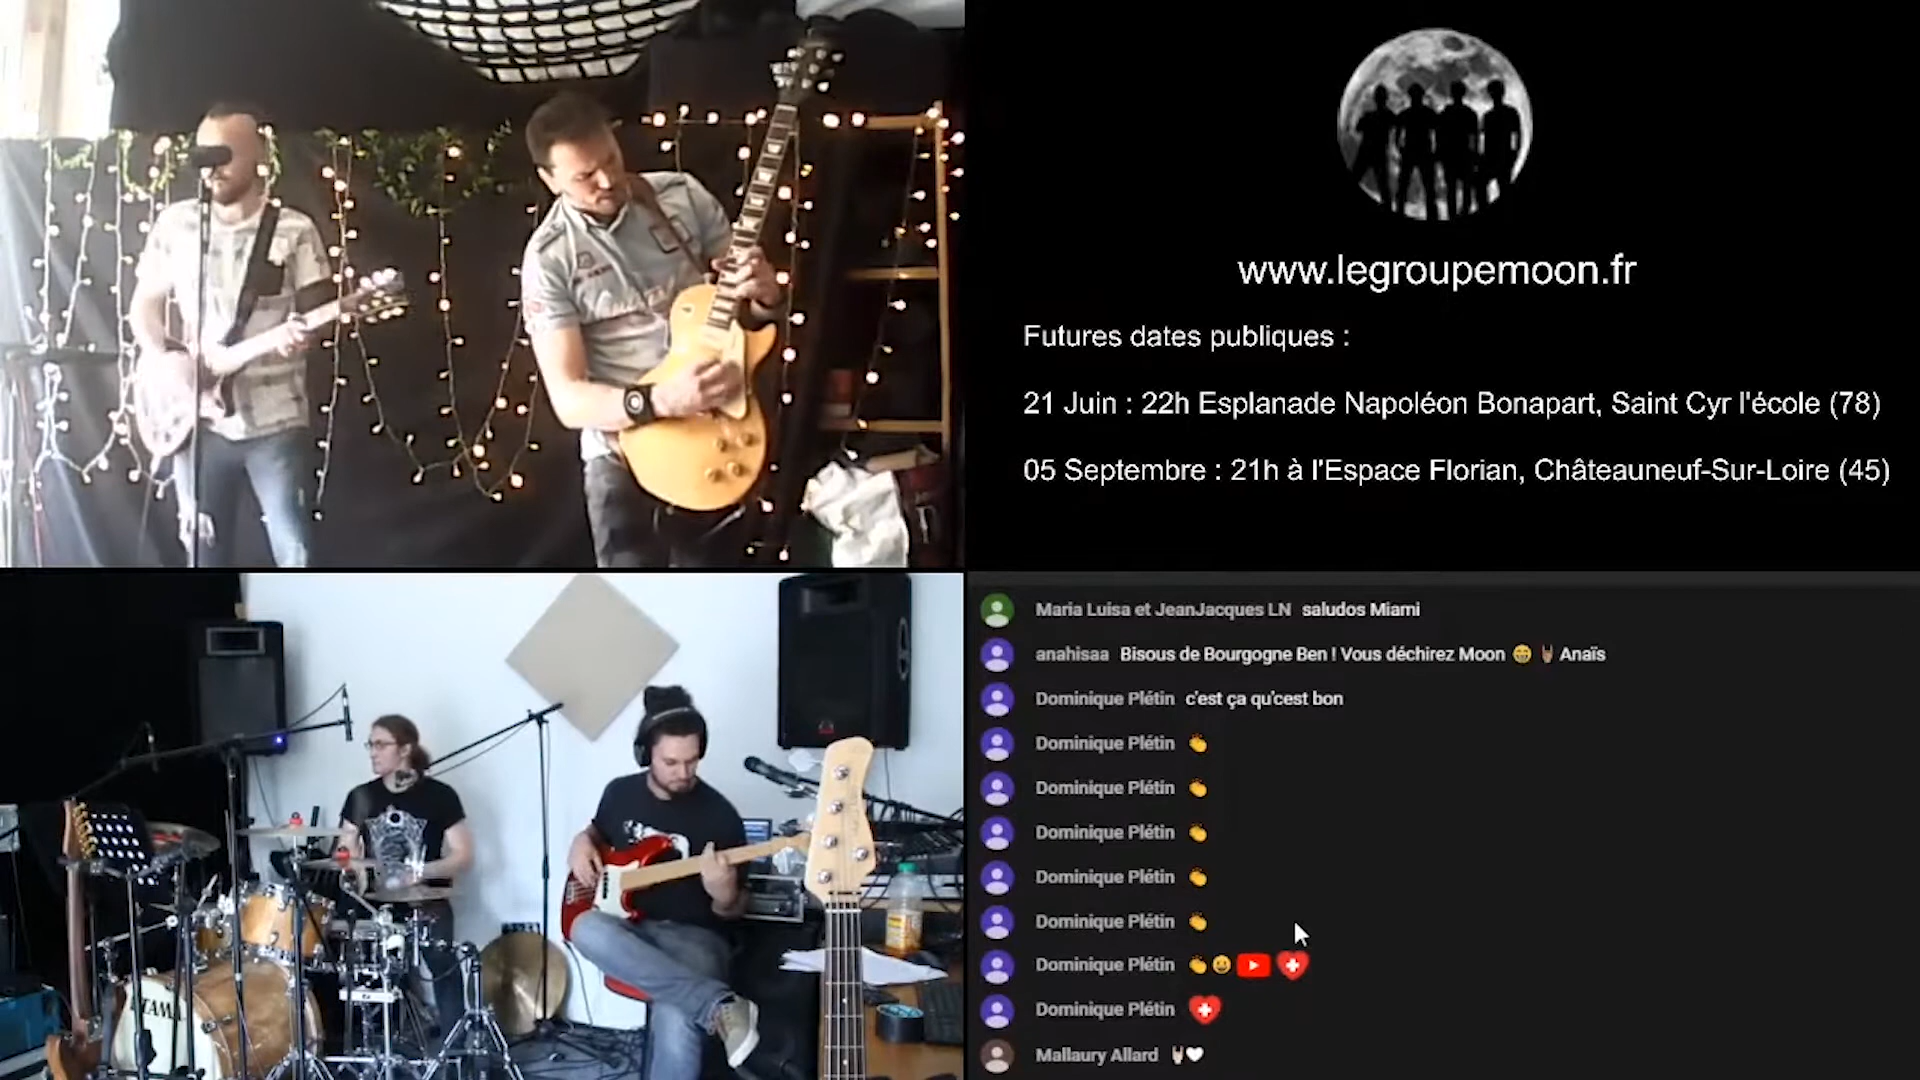 www.legroupemoon.fr
Futures dates publiques :
21 Juin : 22h Esplanade Napoléon Bonapart, Saint Cyr l'école (78)
05 Septembre : 21h à l'Espace Florian, Châteauneuf-Sur-Loire (45)
Maria Luisa et JeanJacques LN saludos Miami
anahisaa Bisous de Bourgogne Ben ! Vous déchirez Moon 😁 🤘 Anaïs
Dominique Plétin c'est ça qu'cest bon
Dominique Plétin 👏
Dominique Plétin 👏
Dominique Plétin 👏
Dominique Plétin 👏
Dominique Plétin 👏
Dominique Plétin 👏😀
Dominique Plétin
Mallaury Allard 🤘🤍
TAMA